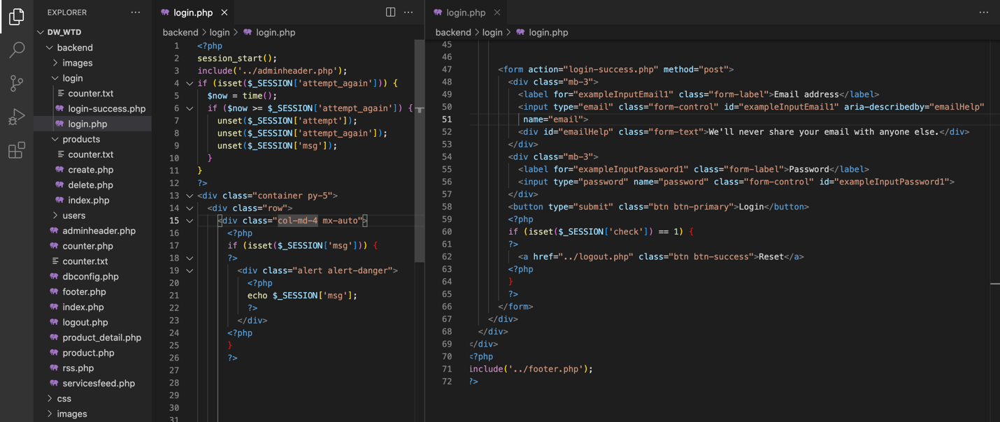 EXPLORER
DW_WTD
backend
images
login
counter.txt
login-success.php
login.php
products
counter.txt
create.php
delete.php
index.php
users
adminheader.php
counter.php
counter.txt
dbconfig.php
footer.php
index.php
logout.php
product_detail.php
product.php
rss.php
servicesfeed.php
css
images
login.php
backend > login > login.php
1 <?php
2 session_start();
3 include('../adminheader.php');
4 if (isset($_SESSION['attempt_again'])) {
5 $now = time();
6 if ($now >= $_SESSION['attempt_again']) {
7 unset($_SESSION['attempt']);
8 unset($_SESSION['attempt_again']);
9 unset($_SESSION['msg']);
10 }
11 }
12 ?>
13 <div class="container py-5">
14 <div class="row">
15 <div class="col-md-4 mx-auto">
16 <?php
17 if (isset($_SESSION['msg'])) {
18 ?>
19 <div class="alert alert-danger">
20 <?php
21 echo $_SESSION['msg'];
22 ?>
23 </div>
24 <?php
25 }
26 ?>
27
28
29
30
31
login.php
backend > login > login.php
45
46
47 <form action="login-success.php" method="post">
48 <div class="mb-3">
49 <label for="exampleInputEmail1" class="form-label">Email address</label>
50 <input type="email" class="form-control" id="exampleInputEmail1" aria-describedby="emailHelp"
51 name="email">
52 <div id="emailHelp" class="form-text">We'll never share your email with anyone else.</div>
53 </div>
54 <div class="mb-3">
55 <label for="exampleInputPassword1" class="form-label">Password</label>
56 <input type="password" name="password" class="form-control" id="exampleInputPassword1">
57 </div>
58 <button type="submit" class="btn btn-primary">Login</button>
59 <?php
60 if (isset($_SESSION['check']) == 1) {
61 ?>
62 <a href="../logout.php" class="btn btn-success">Reset</a>
63 <?php
64 }
65 ?>
66 </form>
67 </div>
68 </div>
69 </div>
70 <?php
71 include('../footer.php');
72 ?>